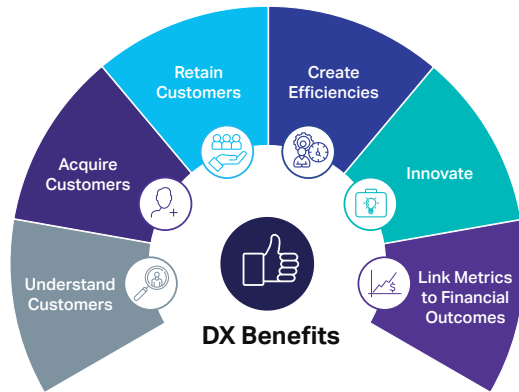 Understand
Customers
Acquire
Customers
Retain
Customers
Create
Efficiencies
Innovate
Link Metrics
to Financial
Outcomes
$
DX Benefits